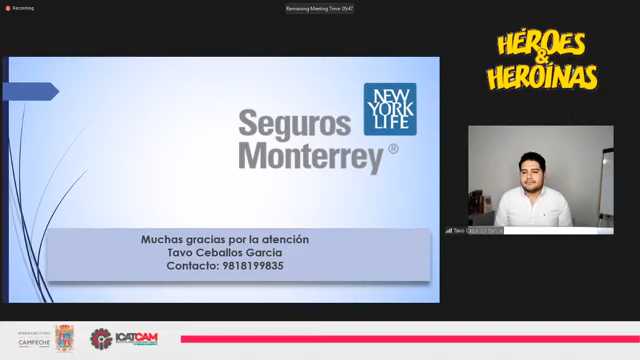 Recording
Remaining Meeting Time: 05:47
HÉROES
&
HEROÍNAS
NEW
YORK
LIFE
Seguros
Monterrey ®
Muchas gracias por la atención
Tavo Ceballos Garcia
Contacto: 9818199835
Tavo
CAMPECHE
ICATCAM